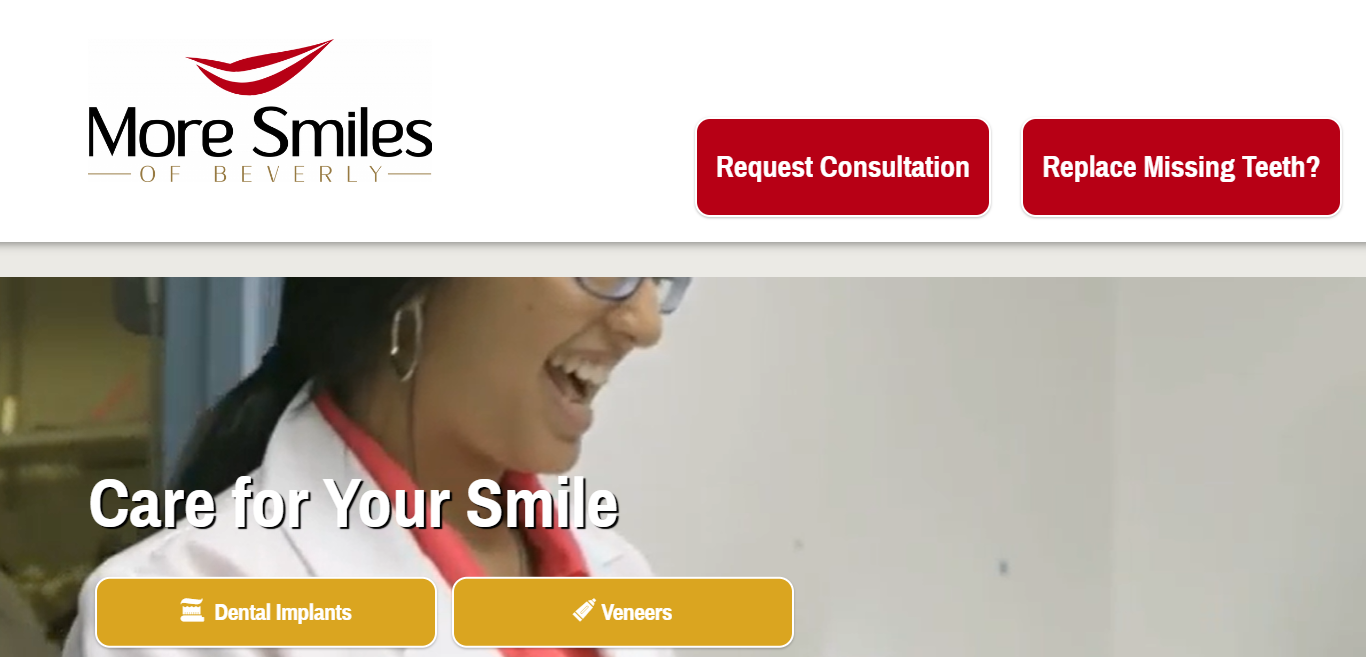 More Smiles
OF BEVERLY
Request Consultation
Replace Missing Teeth?
Care for Your Smile
Dental Implants
Veneers